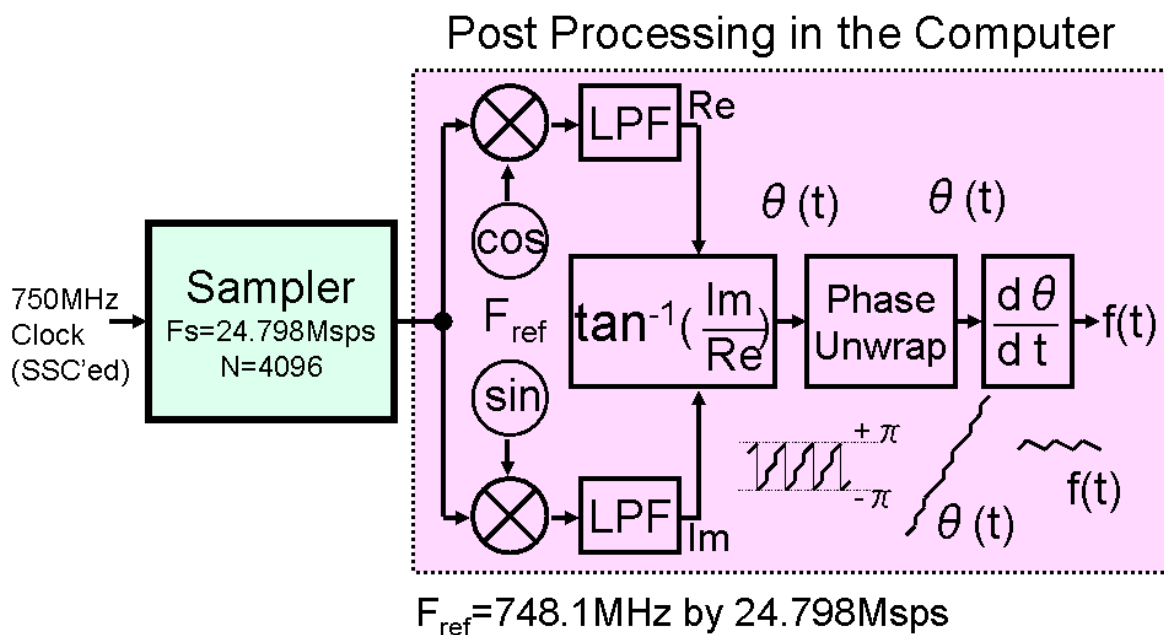 Post Processing in the Computer
750MHz
Clock
(SSC'ed)
Sampler
Fs=24.798Msps
N=4096
cos
LPF
Re
F_ref
sin
LPF
Im
tan⁻¹(Im/Re)
θ(t)
Phase
Unwrap
θ(t)
dθ
dt
f(t)
+π
-π
θ(t)
f(t)
F_ref=748.1MHz by 24.798Msps